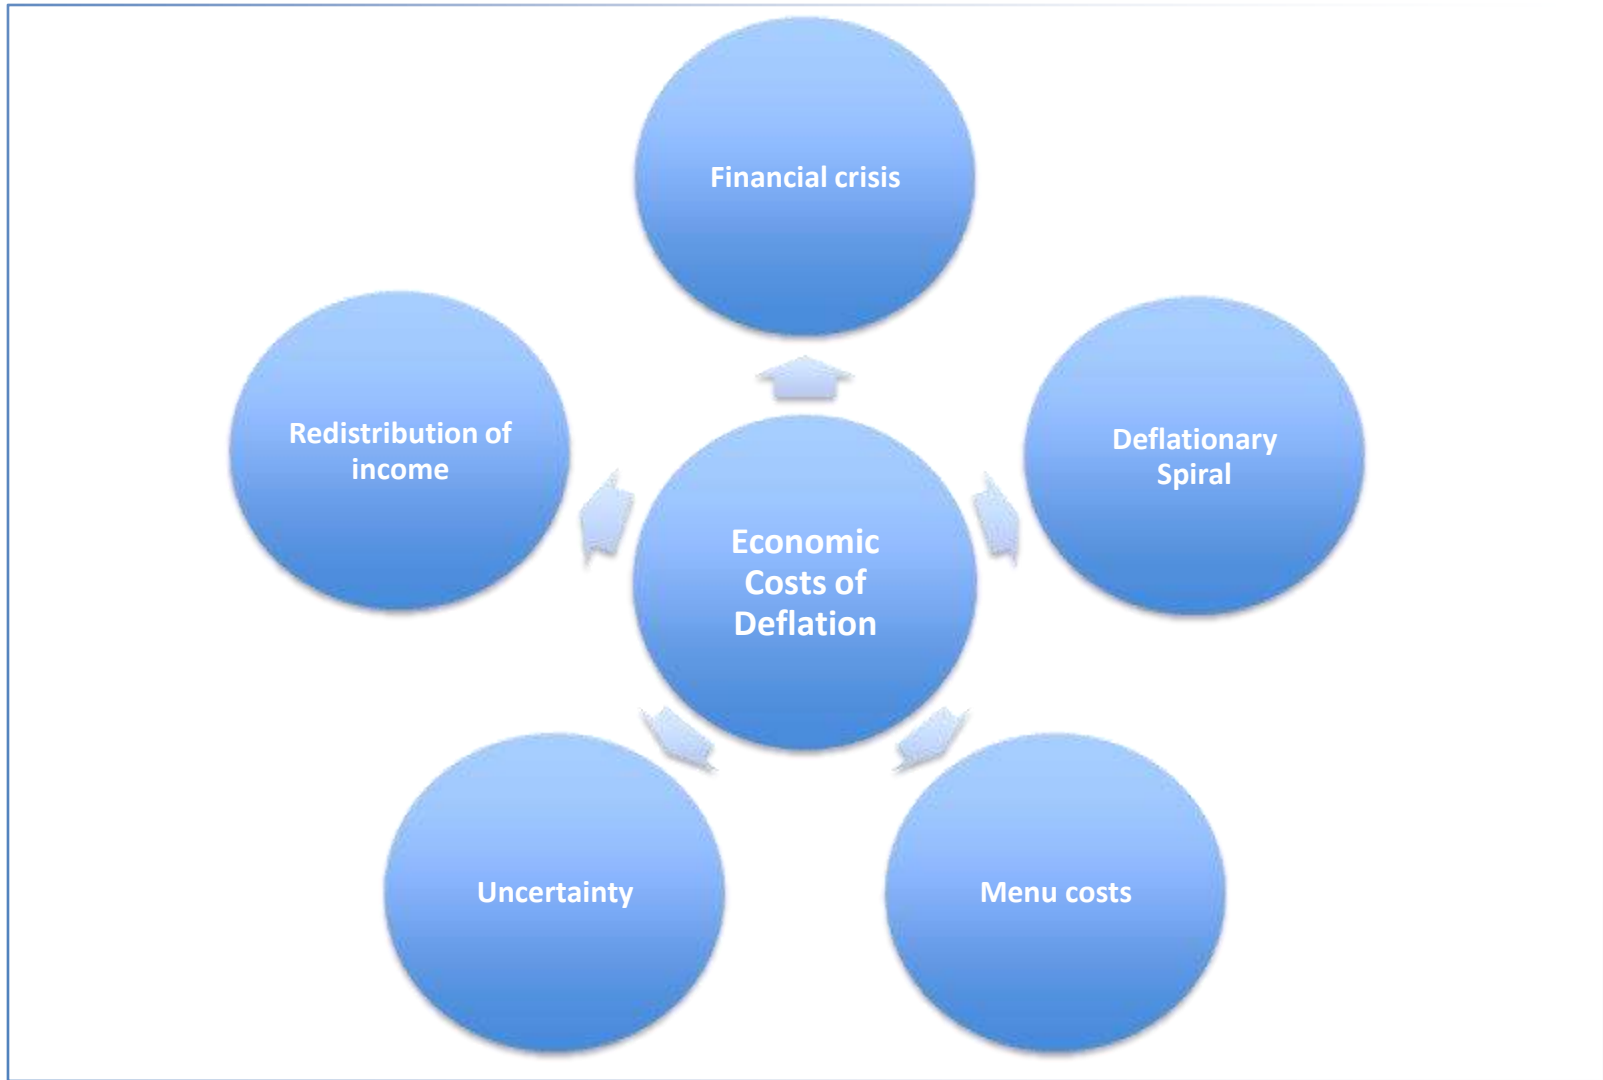 Financial crisis
Redistribution of
income
Deflationary
Spiral
Economic
Costs of
Deflation
Uncertainty
Menu costs